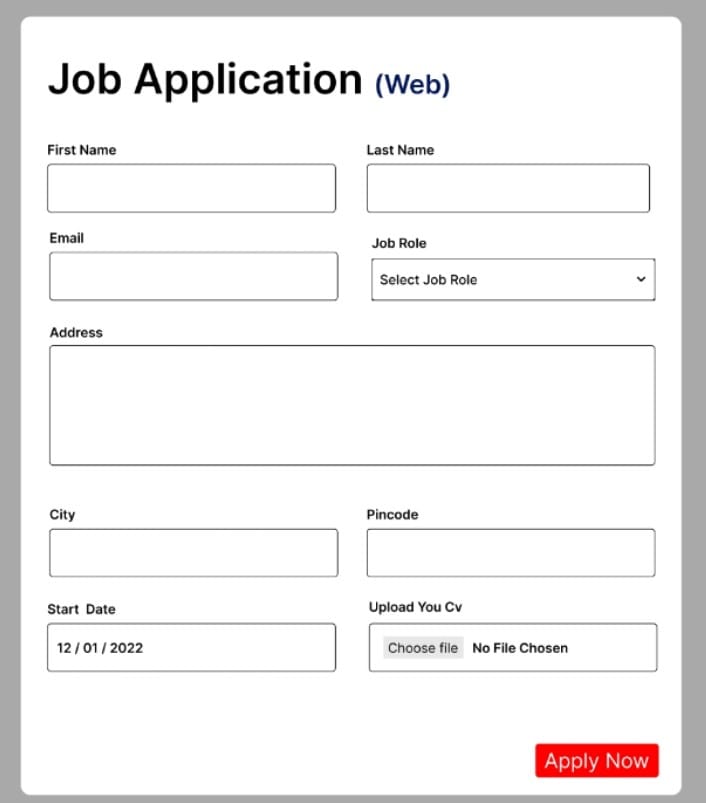 Job Application (Web)
First Name Last Name
Email Job Role
Select Job Role
Address
City Pincode
Start Date Upload You Cv
12 / 01 / 2022 Choose file No File Chosen
Apply Now